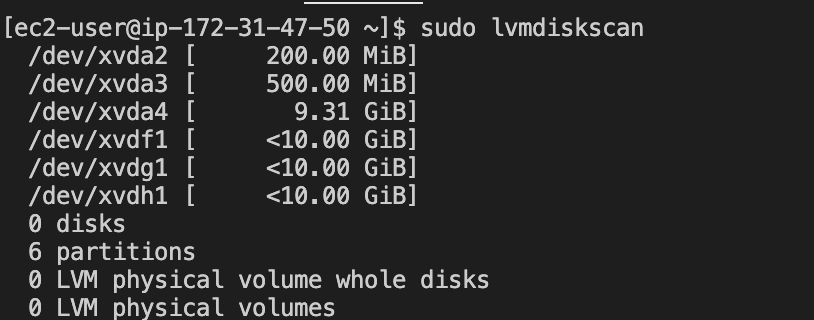 [ec2-user@ip-172-31-47-50 ~]$ sudo lvmdiskscan
  /dev/xvda2 [     200.00 MiB]
  /dev/xvda3 [     500.00 MiB]
  /dev/xvda4 [       9.31 GiB]
  /dev/xvdf1 [     <10.00 GiB]
  /dev/xvdg1 [     <10.00 GiB]
  /dev/xvdh1 [     <10.00 GiB]
  0 disks
  6 partitions
  0 LVM physical volume whole disks
  0 LVM physical volumes